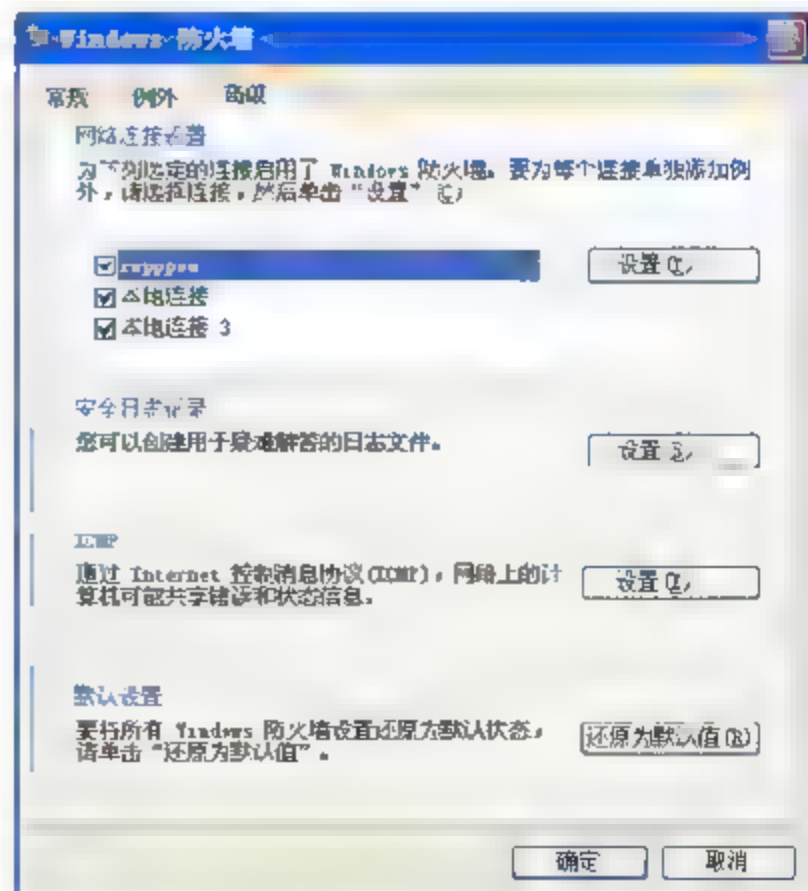 Windows 防火墙
常规 例外 高级
网络连接设置
为下列选定的连接启用了 Windows 防火墙。要为每个连接单独添加例
外，请选择连接，然后单击“设置”
设置
本地连接
本地连接 3
安全日志记录
您可以创建用于疑难解答的日志文件。
设置
ICMP
通过 Internet 控制消息协议(ICMP)，网络上的计
算机可能共享错误和状态信息。
设置
默认设置
要将所有 Windows 防火墙设置还原为默认状态，
请单击“还原为默认值”。
还原为默认值(R)
确定 取消